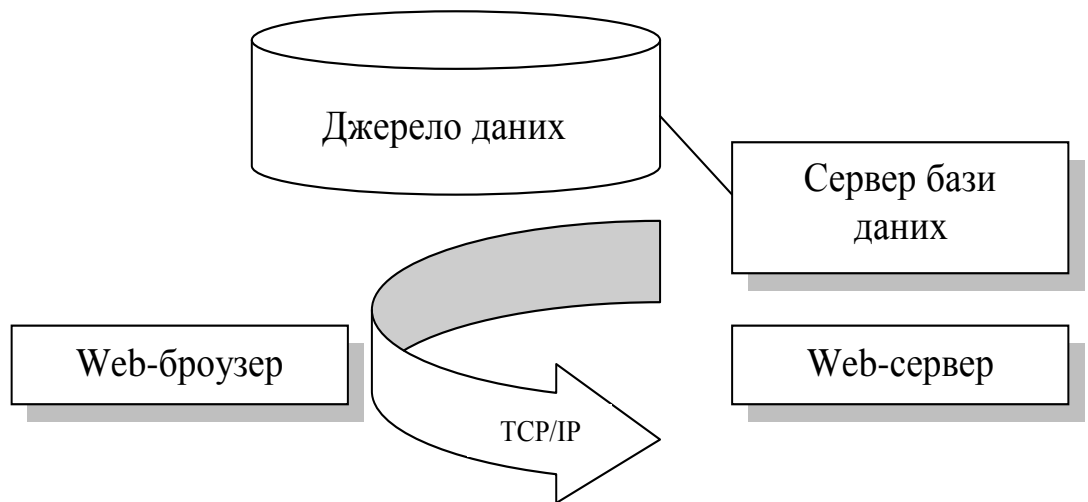 Джерело даних
Сервер бази
даних
Web-броузер
Web-сервер
TCP/IP